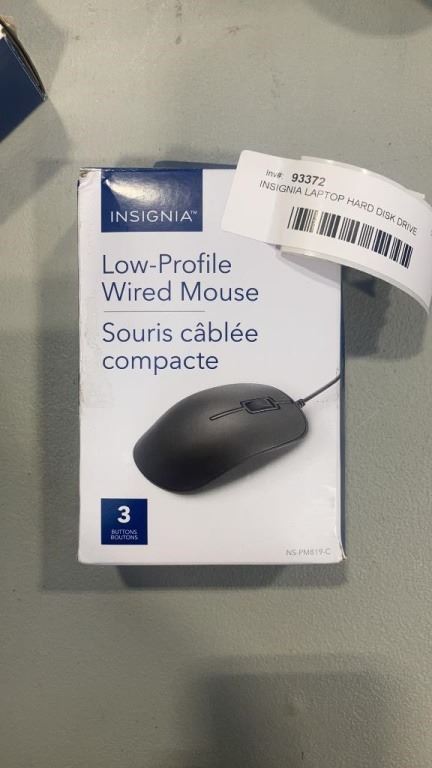 Inv#: 93372
INSIGNIA LAPTOP HARD DISK DRIVE
INSIGNIA™
Low-Profile
Wired Mouse
Souris câblée
compacte
3
BUTTONS
BOUTONS
NS-PM819-C